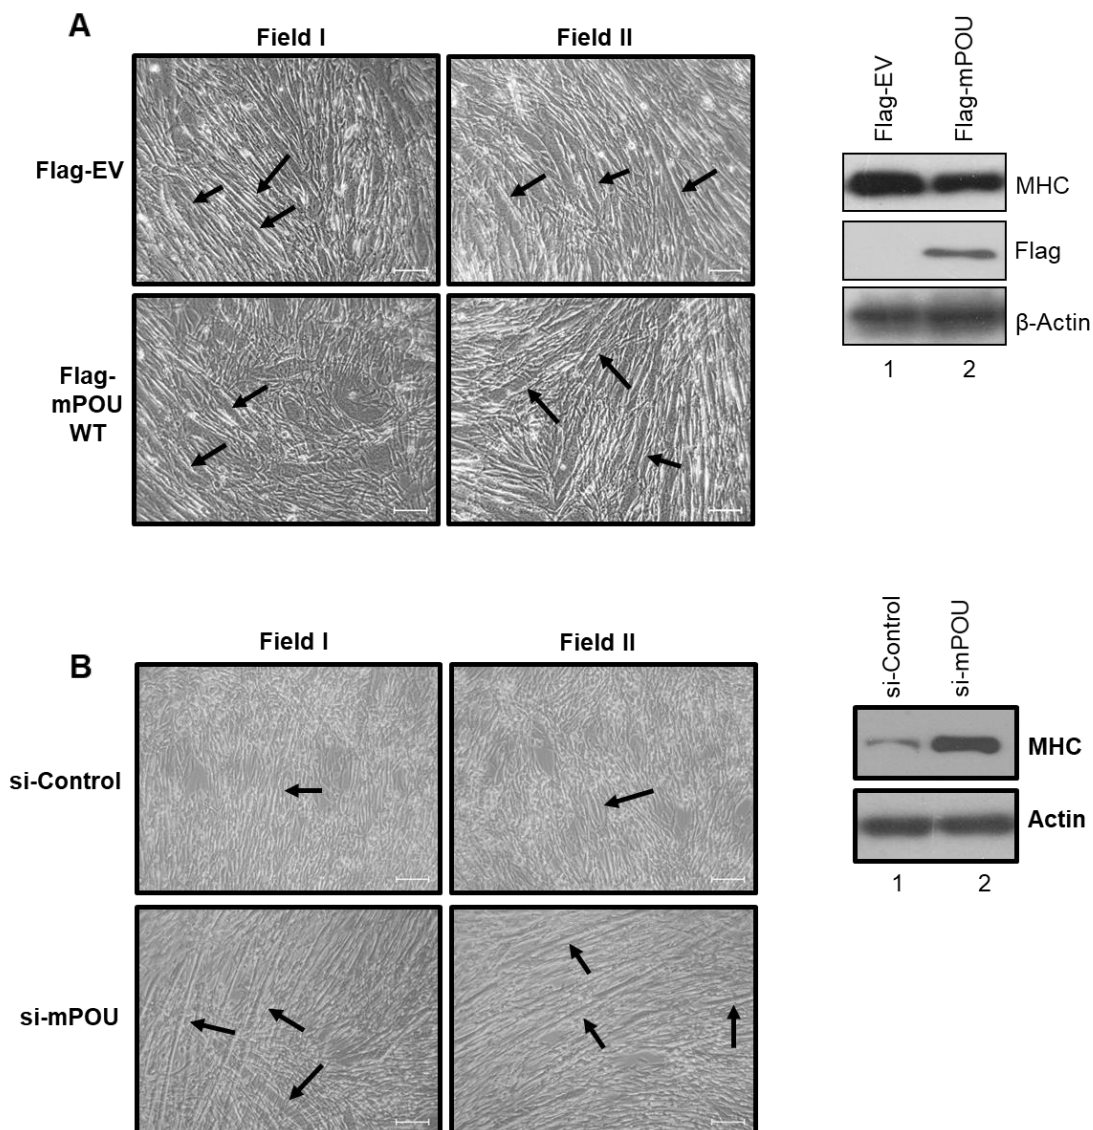 A
Field I
Field II
Flag-EV
Flag-
mPOU
WT
Flag-EV
Flag-mPOU
MHC
Flag
β-Actin
1 2
B
Field I
Field II
si-Control
si-mPOU
si-Control
si-mPOU
MHC
Actin
1 2